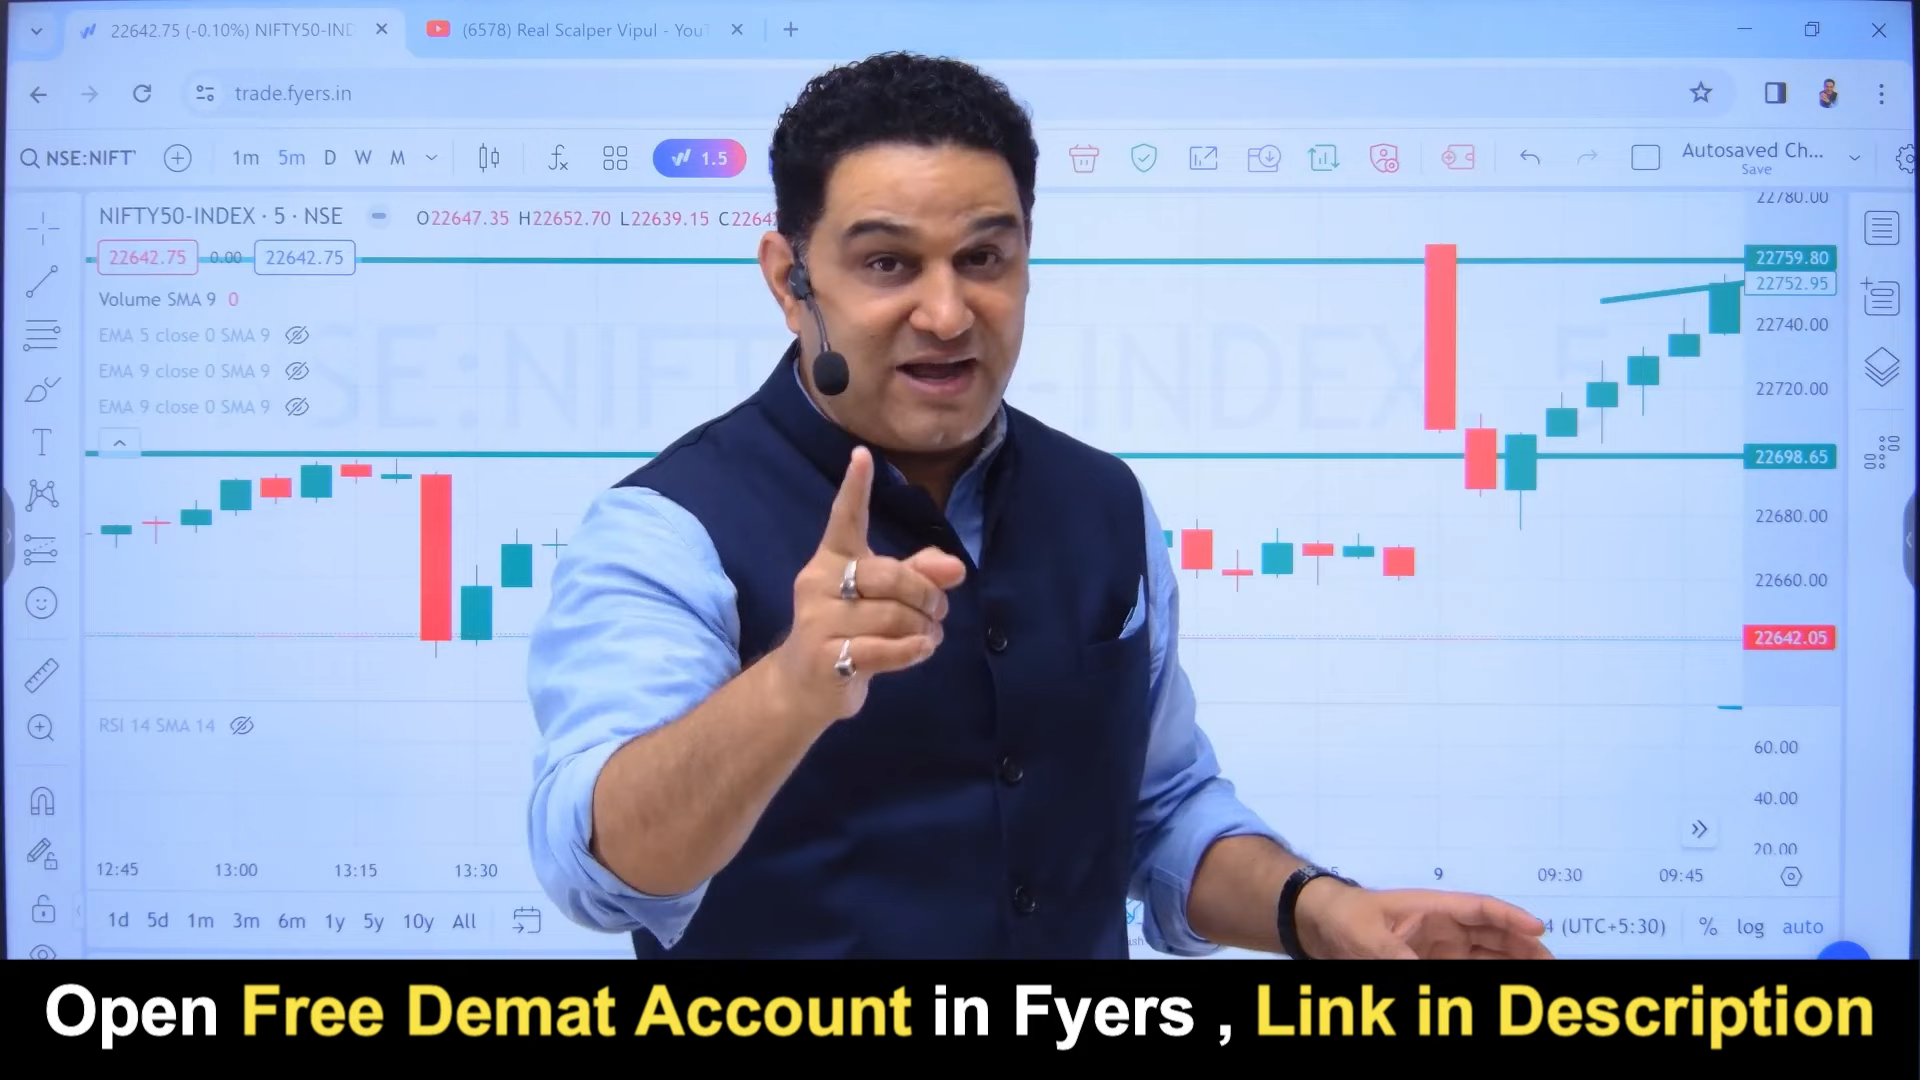 22642.75 (-0.10%) NIFTY50-IND
(6578) Real Scalper Vipul - YouT
trade.fyers.in
NSE:NIFT
1m 5m D W M
1.5
Autosaved Ch...
Save
NIFTY50-INDEX · 5 · NSE
O22647.35 H22652.70 L22639.15 C2264
22642.75 0.00 22642.75
Volume SMA 9 0
EMA 5 close 0 SMA 9
EMA 9 close 0 SMA 9
EMA 9 close 0 SMA 9
22780.00
22759.80
22752.95
22740.00
22720.00
22698.65
22680.00
22660.00
22642.05
RSI 14 SMA 14
60.00
40.00
20.00
12:45 13:00 13:15 13:30 9 09:30 09:45
1d 5d 1m 3m 6m 1y 5y 10y All
4 (UTC+5:30) % log auto
Open Free Demat Account in Fyers , Link in Description